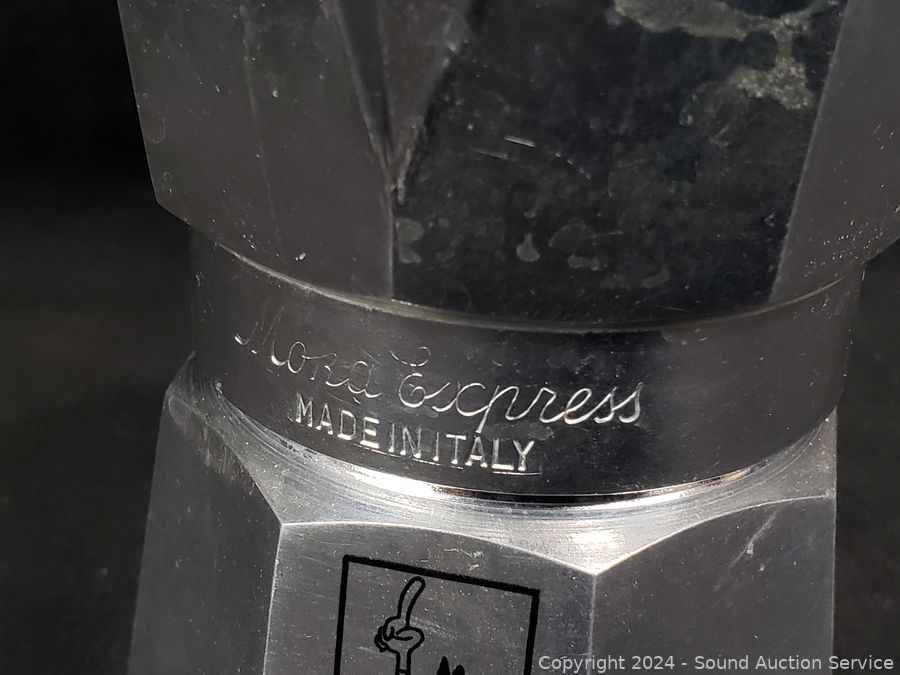 Moka Express
MADE IN ITALY
Copyright 2024 - Sound Auction Service